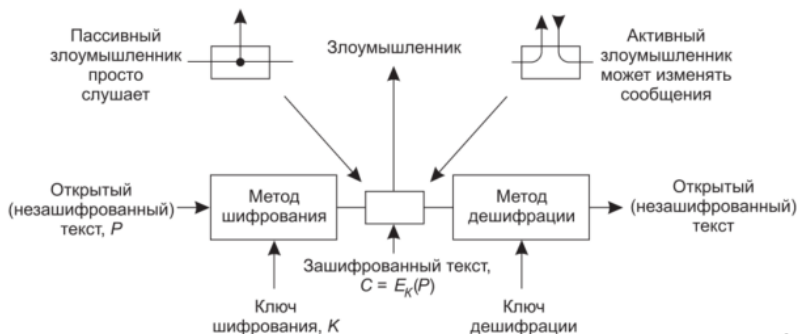 Пассивный
злоумышленник
просто
слушает
Злоумышленник
Активный
злоумышленник
может изменять
сообщения
Открытый
(незашифрованный)
текст, P
Метод
шифрования
Метод
дешифрации
Открытый
(незашифрованный)
текст
Зашифрованный текст,
C = E_K(P)
Ключ
шифрования, K
Ключ
дешифрации